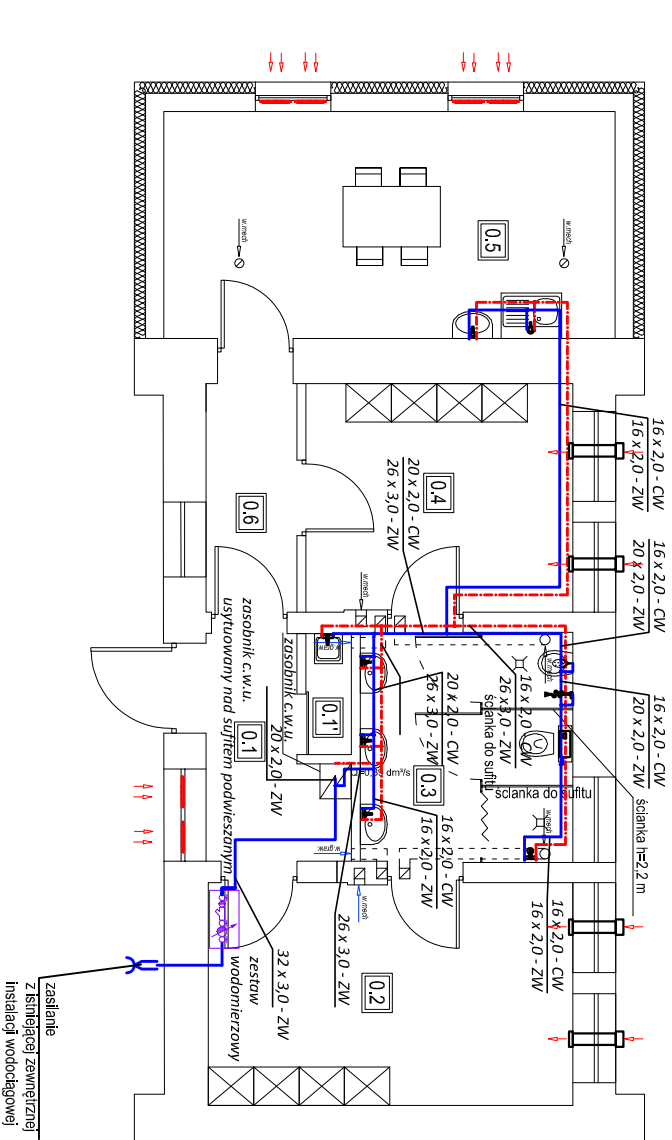 16 x 2,0 - CW
16 x 2,0 - ZW
16 x 2,0 - CW
20 x 2,0 - ZW
16 x 2,0 - CW
20 x 2,0 - ZW
ścianka h=2,2 m
16 x 2,0 - CW
16 x 2,0 - ZW
w.mech
w.mech
0.5
20 x 2,0 - CW
26 x 3,0 - ZW
0.4
0.6
w.mech
w.mech
16 x 2,0 - CW
26 x 3,0 - ZW
ścianka do sufitu
ścianka do sufitu
w.mech
20 x 2,0 - CW
26 x 3,0 - ZW
0.3
dm³/s
16 x 2,0 - CW
16 x 2,0 - ZW
w.graw.
0.1'
w.graw.
w.mech
26 x 3,0 - ZW
0.2
zasobnik c.w.u.
20 x 2,0 - ZW
0.1
zasobnik c.w.u.
usytuowany nad sufitem podwieszanym
32 x 3,0 - ZW
zestaw
wodomierzowy
zasilanie
z istniejącej zewnętrznej
instalacji wodociągowej